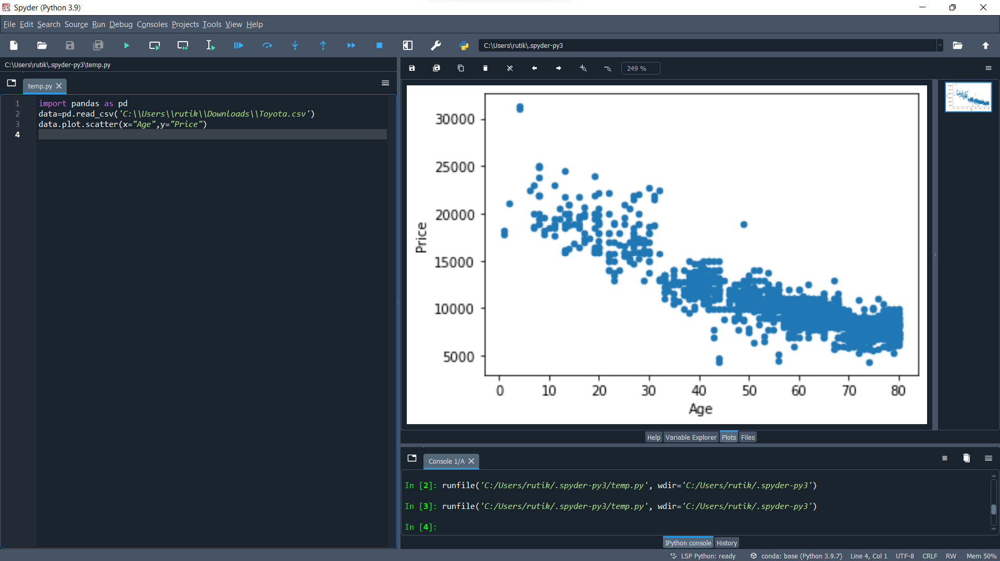 Spyder (Python 3.9)
File Edit Search Source Run Debug Consoles Projects Tools View Help
C:\Users\rutik\.spyder-py3
C:\Users\rutik\.spyder-py3\temp.py
249 %
temp.py
1 import pandas as pd
2 data=pd.read_csv('C:\\Users\\rutik\\Downloads\\Toyota.csv')
3 data.plot.scatter(x="Age",y="Price")
4
30000
25000
20000
15000
10000
5000
Price
0 10 20 30 40 50 60 70 80
Age
Help Variable Explorer Plots Files
Console 1/A
In [2]: runfile('C:/Users/rutik/.spyder-py3/temp.py', wdir='C:/Users/rutik/.spyder-py3')
In [3]: runfile('C:/Users/rutik/.spyder-py3/temp.py', wdir='C:/Users/rutik/.spyder-py3')
In [4]:
IPython console History
LSP Python: ready conda: base (Python 3.9.7) Line 4, Col 1 UTF-8 CRLF RW Mem 50%